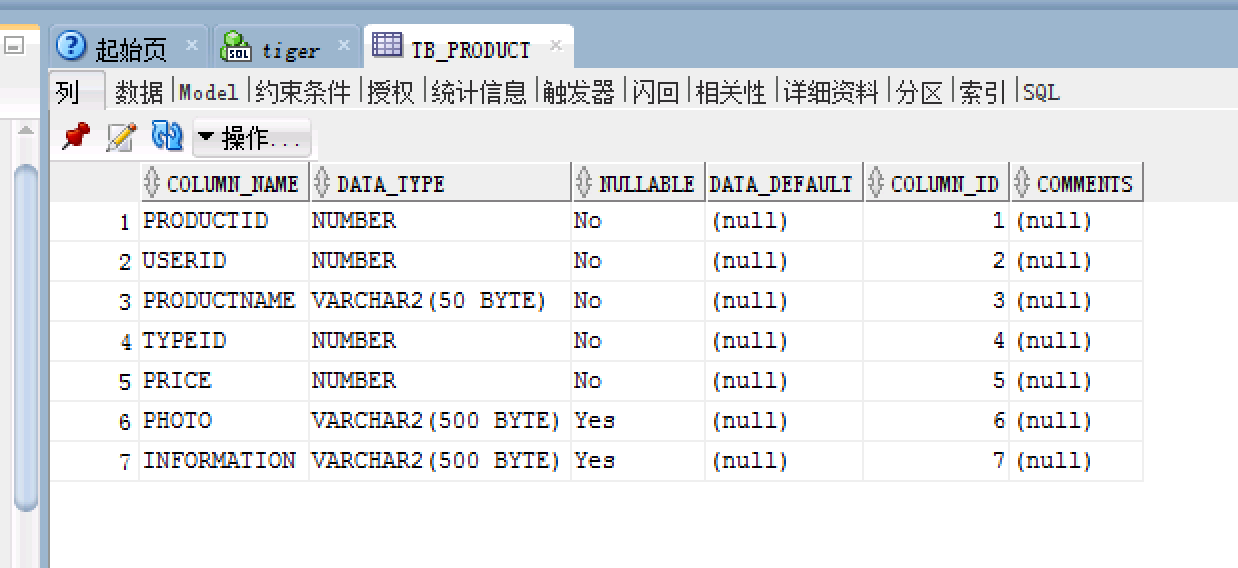 起始页 tiger TB_PRODUCT
列 数据 Model 约束条件 授权 统计信息 触发器 闪回 相关性 详细资料 分区 索引 SQL
操作...
COLUMN_NAME DATA_TYPE NULLABLE DATA_DEFAULT COLUMN_ID COMMENTS
1 PRODUCTID NUMBER No (null) 1 (null)
2 USERID NUMBER No (null) 2 (null)
3 PRODUCTNAME VARCHAR2(50 BYTE) No (null) 3 (null)
4 TYPEID NUMBER No (null) 4 (null)
5 PRICE NUMBER No (null) 5 (null)
6 PHOTO VARCHAR2(500 BYTE) Yes (null) 6 (null)
7 INFORMATION VARCHAR2(500 BYTE) Yes (null) 7 (null)